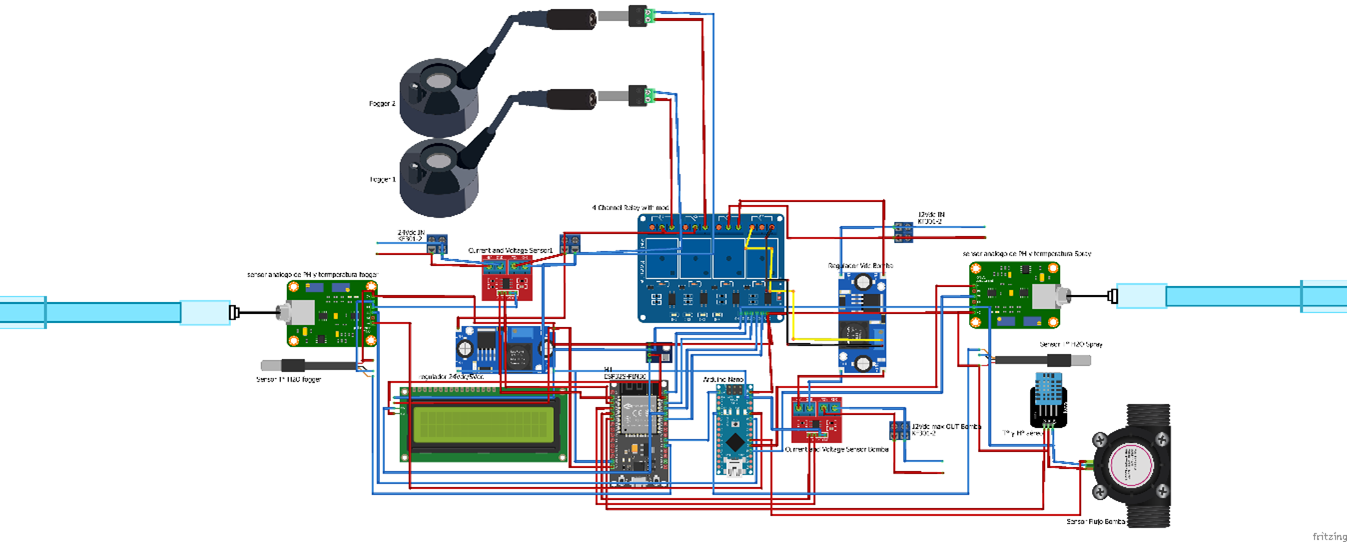 Fogger 2
Fogger 1
4 Channel Relay with mod
24Vdc IN
KF301-2
Current and Voltage Sensor1
12Vdc IN
KF301-2
sensor analogo de PH y temperatura fogger
Regulador Vdc Bomba
sensor analogo de PH y temperatura Spray
Sensor T° H2O fogger
regulador 24vdc/5vdc
Arduino Nano
Sensor T° H2O Spray
T° y H° sensor
12Vdc max OUT Bomba
KF301-2
Current and Voltage Sensor Bomba
Sensor Flujo Bomba
fritzing